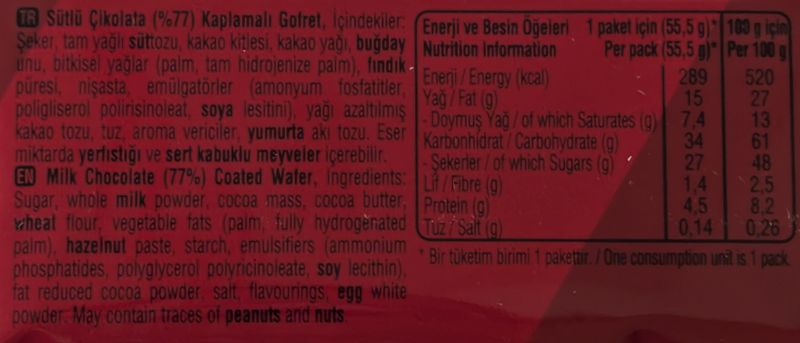 TR Sütlü Çikolata (%77) Kaplamalı Gofret, İçindekiler:
Şeker, tam yağlı süttozu, kakao kitlesi, kakao yağı, buğday
unu, bitkisel yağlar (palm, tam hidrojenize palm), fındık
püresi, nişasta, emülgatörler (amonyum fosfatitler,
poligliserol polirisinoleat, soya lesitini), yağı azaltılmış
kakao tozu, tuz, aroma vericiler, yumurta akı tozu. Eser
miktarda yerfıstığı ve sert kabuklu meyveler içerebilir.
EN Milk Chocolate (77%) Coated Wafer, Ingredients:
Sugar, whole milk powder, cocoa mass, cocoa butter,
wheat flour, vegetable fats (palm, fully hydrogenated
palm), hazelnut paste, starch, emulsifiers (ammonium
phosphatides, polyglycerol polyricinoleate, soy lecithin),
fat reduced cocoa powder, salt, flavourings, egg white
powder. May contain traces of peanuts and nuts.
Enerji ve Besin Öğeleri 1 paket için (55,5 g)* 100 g için
Nutrition Information Per pack (55,5 g)* Per 100 g
Enerji / Energy (kcal) 289 520
Yağ / Fat (g) 15 27
- Doymuş Yağ / of which Saturates (g) 7,4 13
Karbonhidrat / Carbohydrate (g) 34 61
- Şekerler / of which Sugars (g) 27 48
Lif / Fibre (g) 1,4 2,5
Protein (g) 4,5 8,2
Tuz / Salt (g) 0,14 0,26
* Bir tüketim birimi 1 pakettir. / One consumption unit is 1 pack.